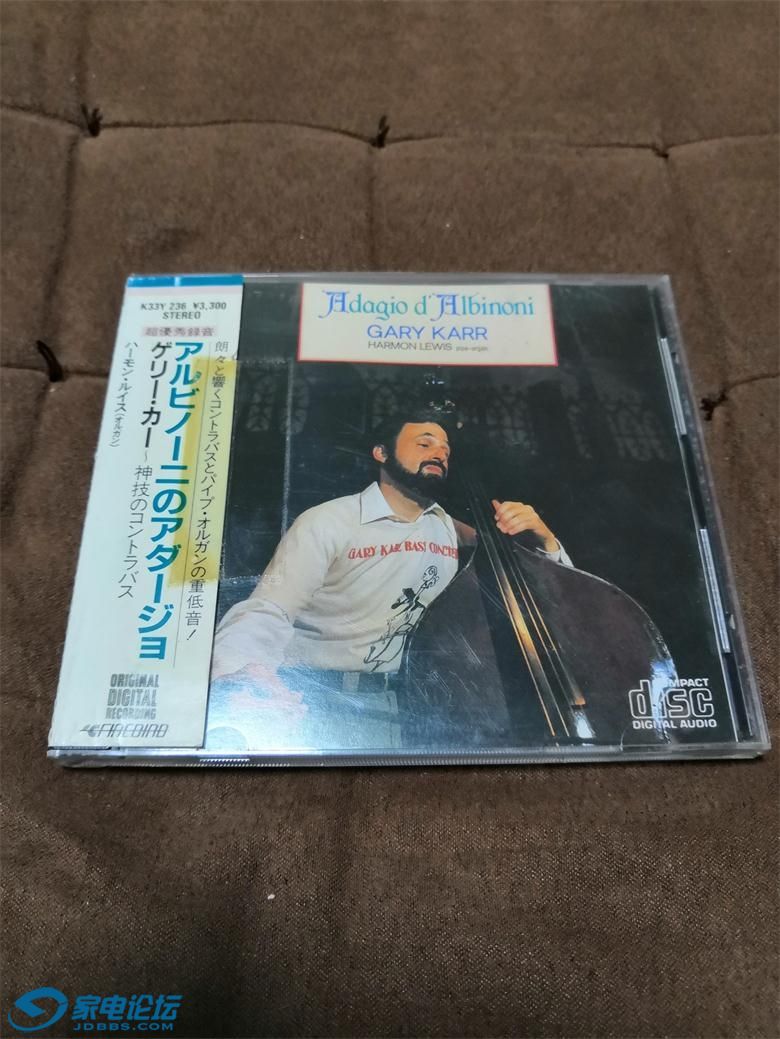 K33Y 236 ¥3,300
STEREO
超優秀録音
朗々と響くコントラバスとパイプ・オルガンの重低音!
アルビノーニのアダージョ
ゲリー・カー〜神技のコントラバス
ハーモン・ルイス(オルガン)
ORIGINAL
DIGITAL
RECORDING
FIREBIRD
Adagio d'Albinoni
GARY KARR
HARMON LEWIS pipe-organ
GARY KARR BASS CONCER
COMPACT
disc
DIGITAL AUDIO
家电论坛
JDBBS.COM